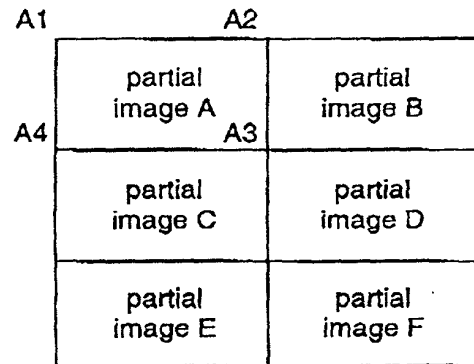 A1 A2
partial image A
partial image B
A4 A3
partial image C
partial image D
partial image E
partial image F